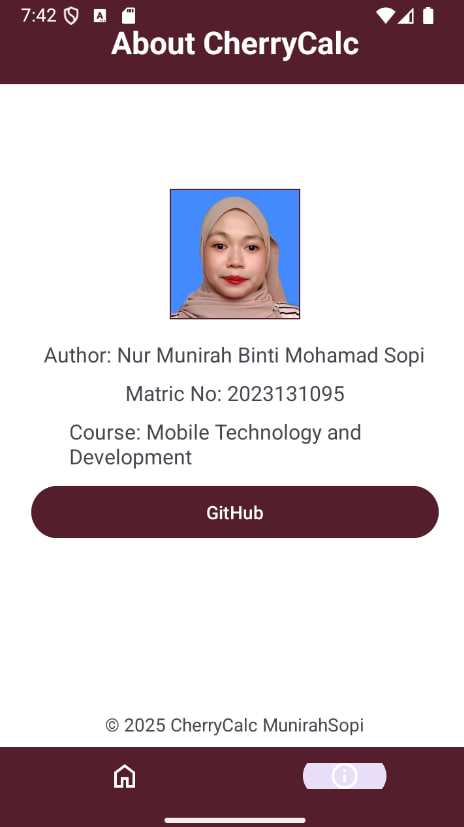 7:42
About CherryCalc
Author: Nur Munirah Binti Mohamad Sopi
Matric No: 2023131095
Course: Mobile Technology and
Development
GitHub
© 2025 CherryCalc MunirahSopi